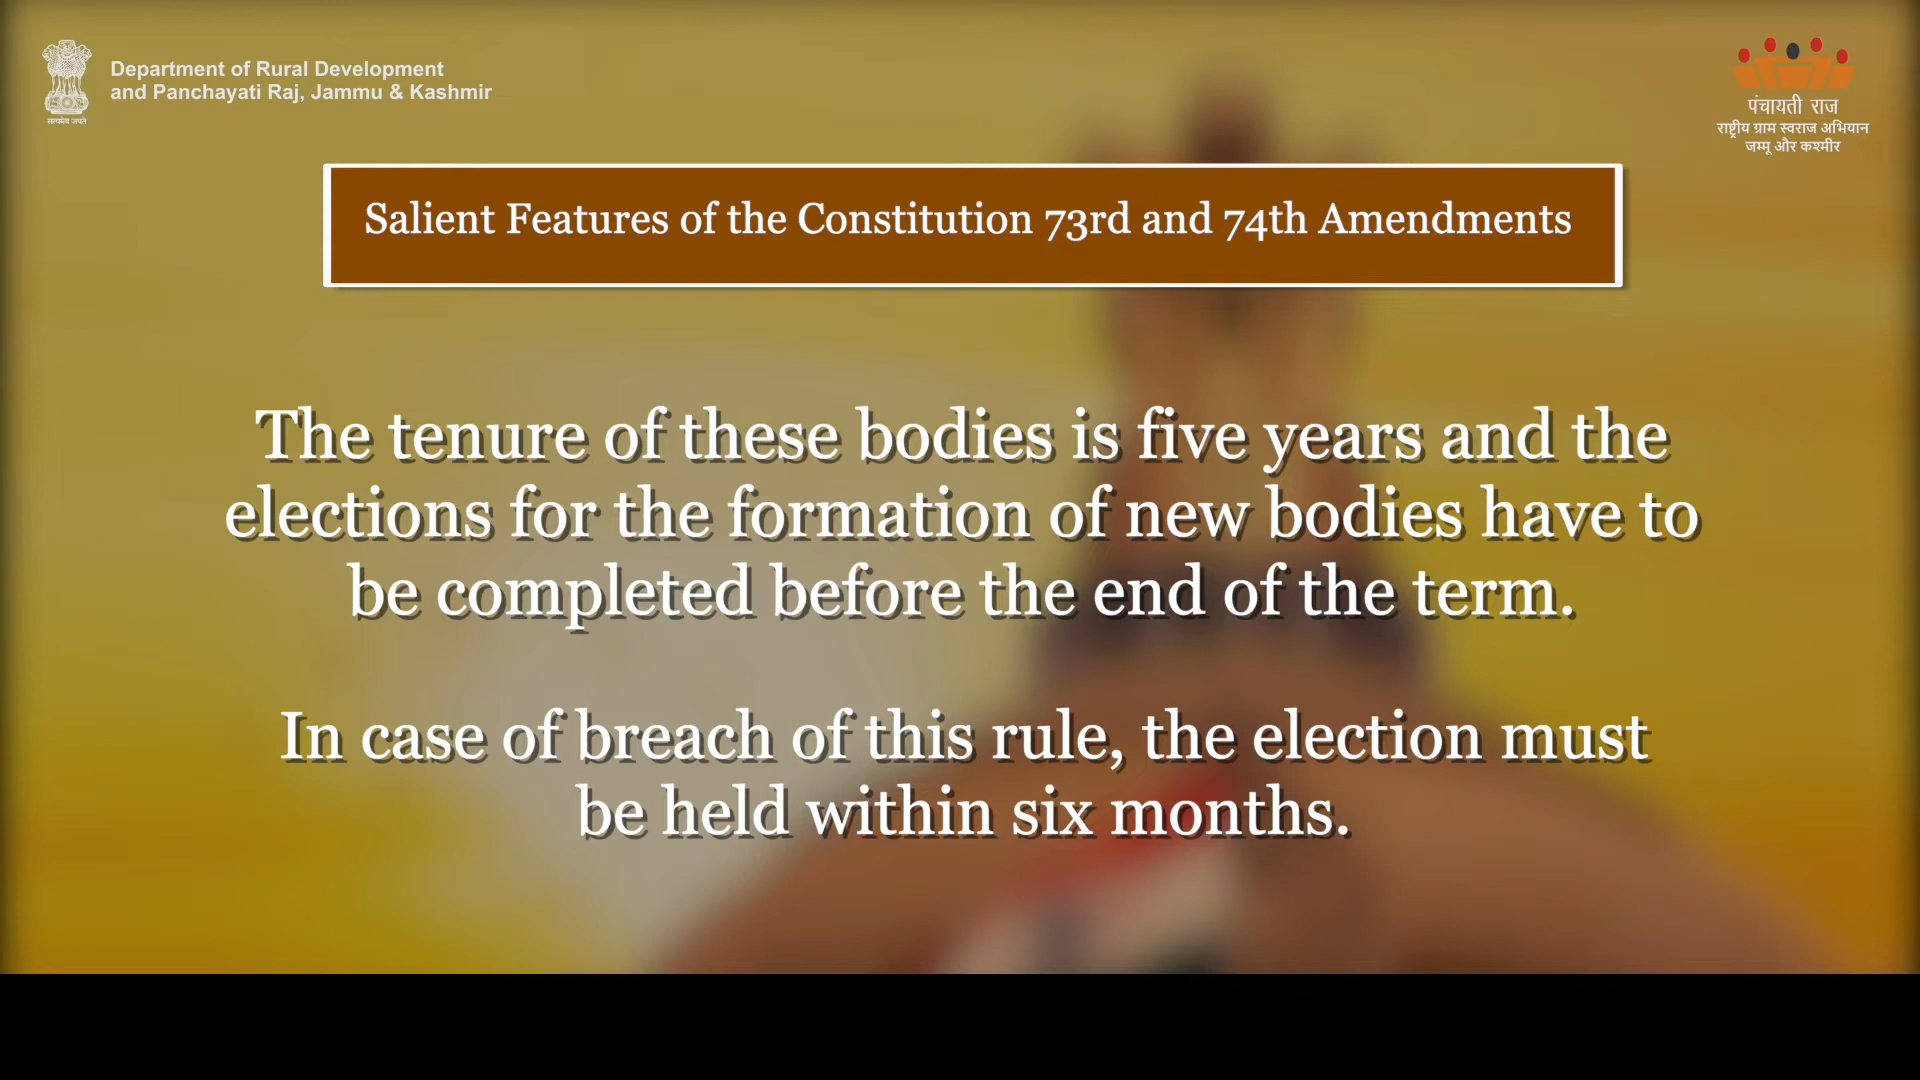 Department of Rural Development
and Panchayati Raj, Jammu & Kashmir
सत्यमेव जयते
पंचायती राज
राष्ट्रीय ग्राम स्वराज अभियान
जम्मू और कश्मीर
Salient Features of the Constitution 73rd and 74th Amendments
The tenure of these bodies is five years and the
elections for the formation of new bodies have to
be completed before the end of the term.
In case of breach of this rule, the election must
be held within six months.